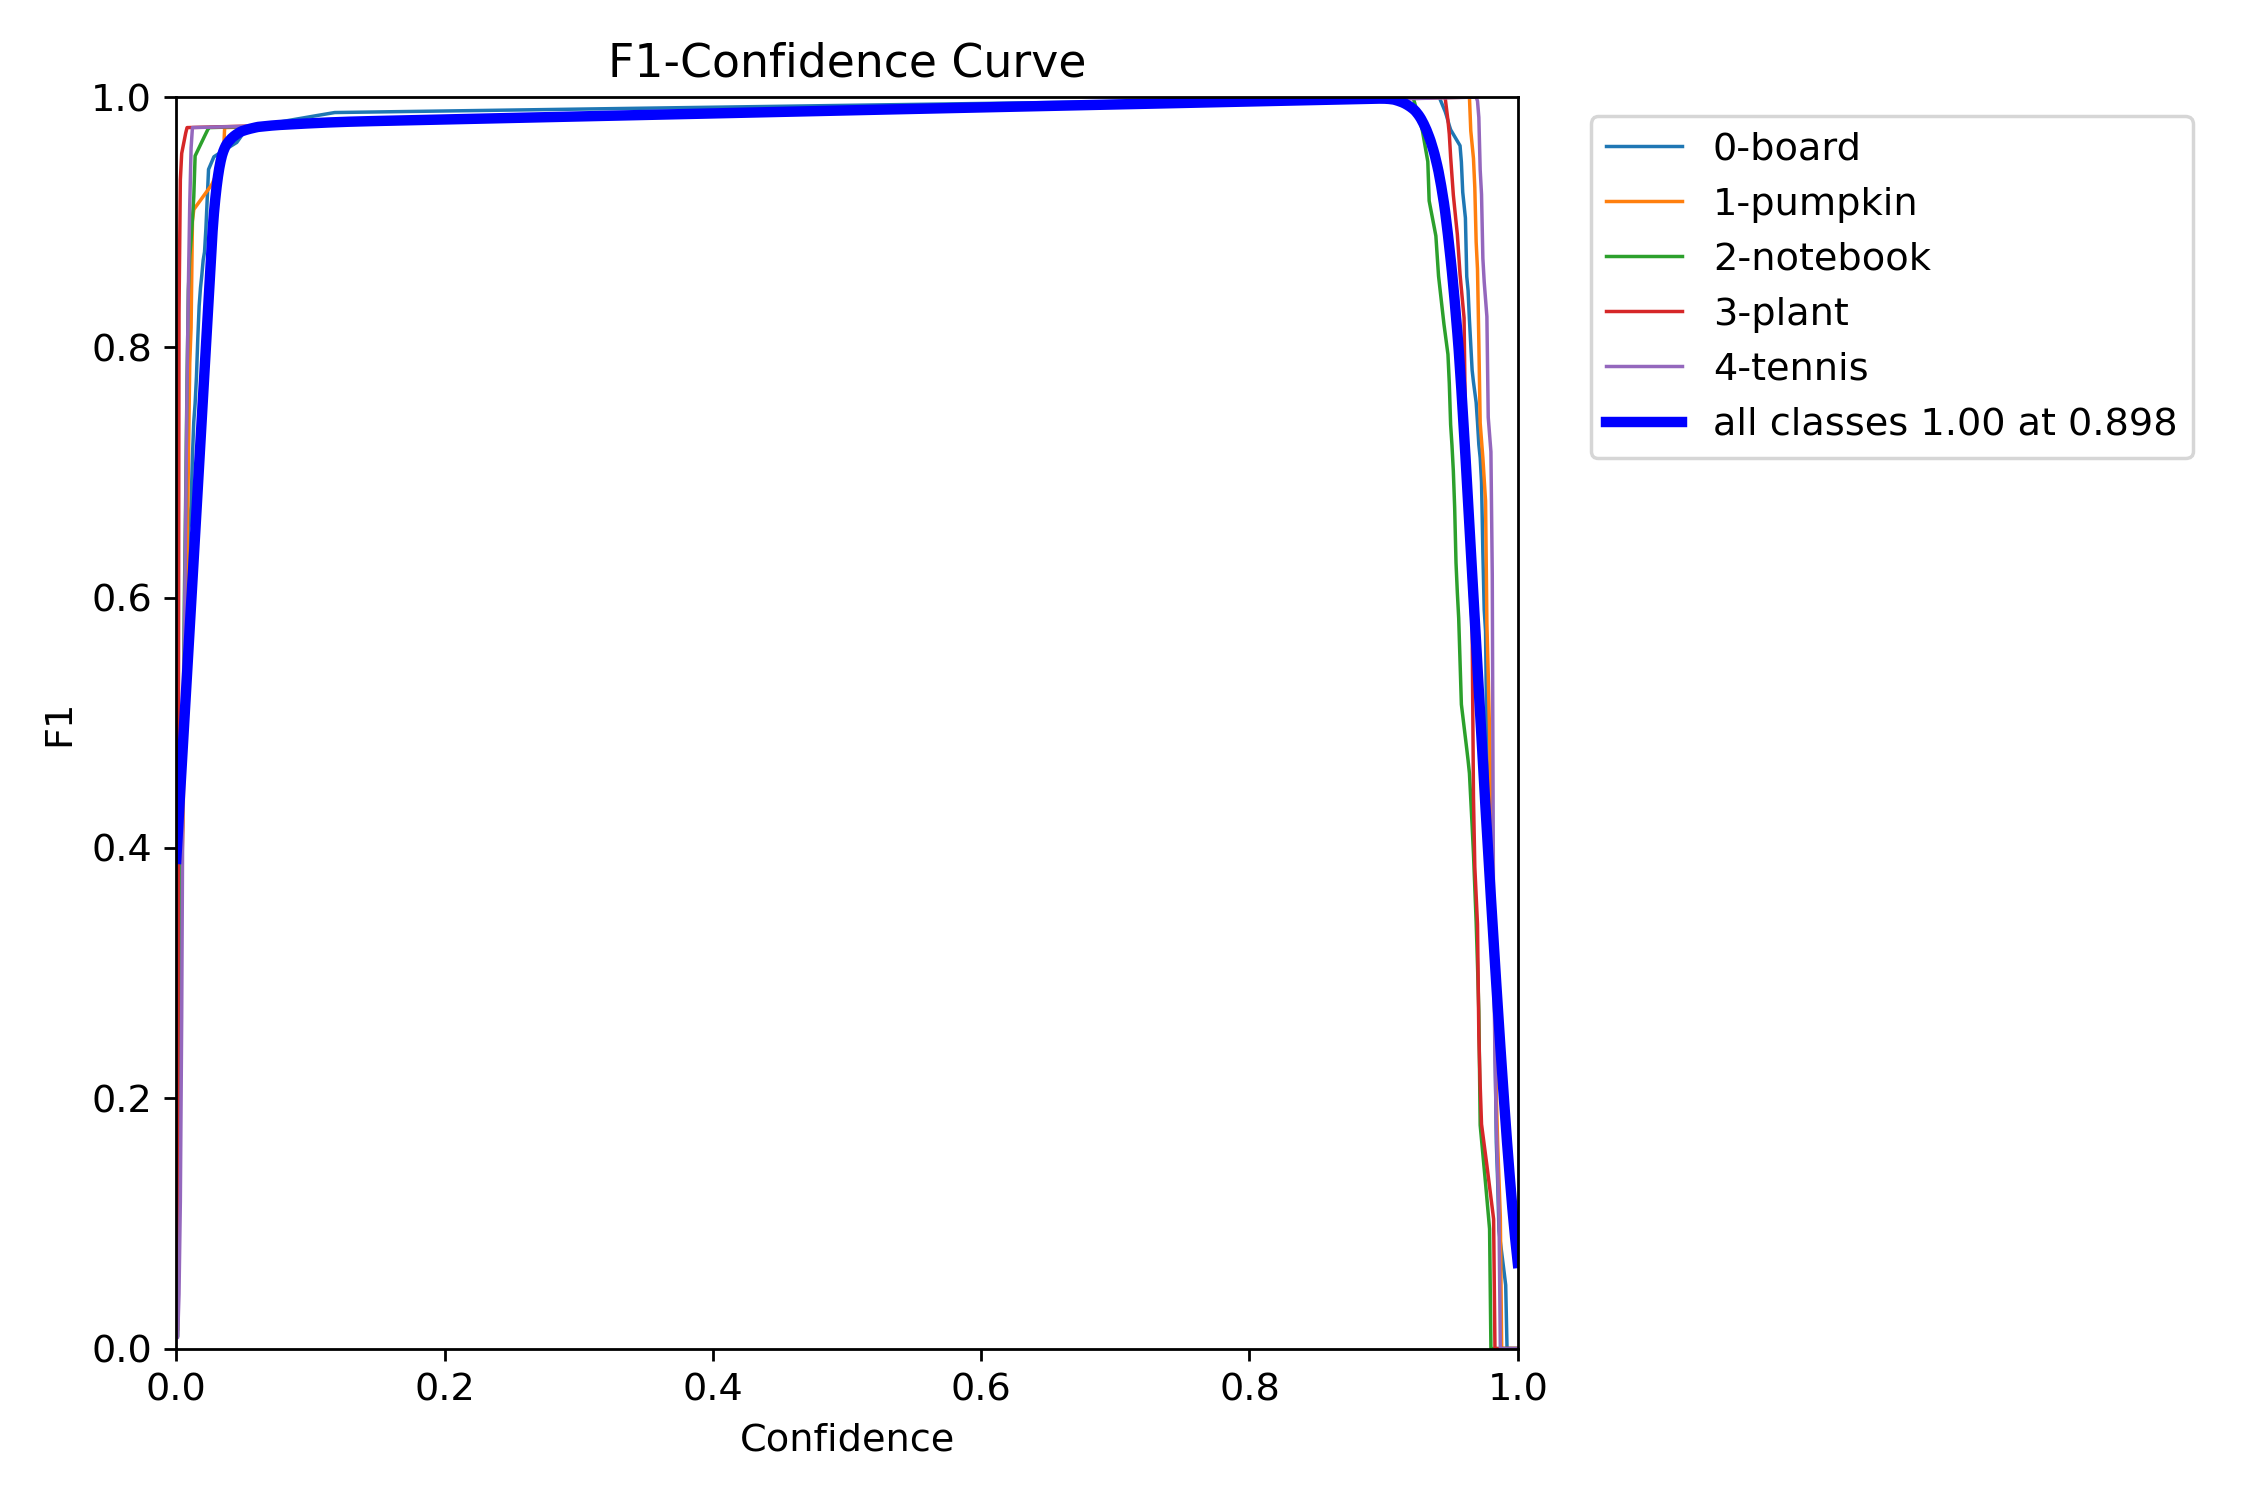 F1-Confidence Curve
1.0
0.8
0.6
0.4
0.2
0.0
F1
0.0 0.2 0.4 0.6 0.8 1.0
Confidence
0-board
1-pumpkin
2-notebook
3-plant
4-tennis
all classes 1.00 at 0.898